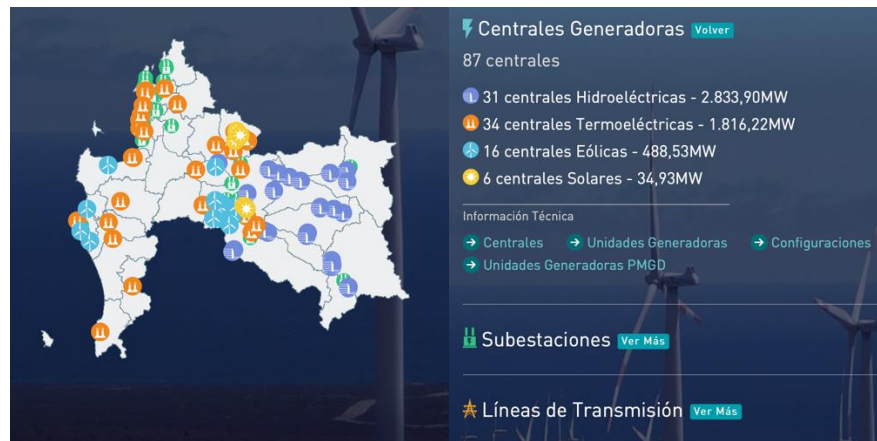 Centrales Generadoras Volver
87 centrales
31 centrales Hidroeléctricas - 2.833,90MW
34 centrales Termoeléctricas - 1.816,22MW
16 centrales Eólicas - 488,53MW
6 centrales Solares - 34,93MW
Información Técnica
Centrales Unidades Generadoras Configuraciones
Unidades Generadoras PMGD
Subestaciones Ver Más
Líneas de Transmisión Ver Más